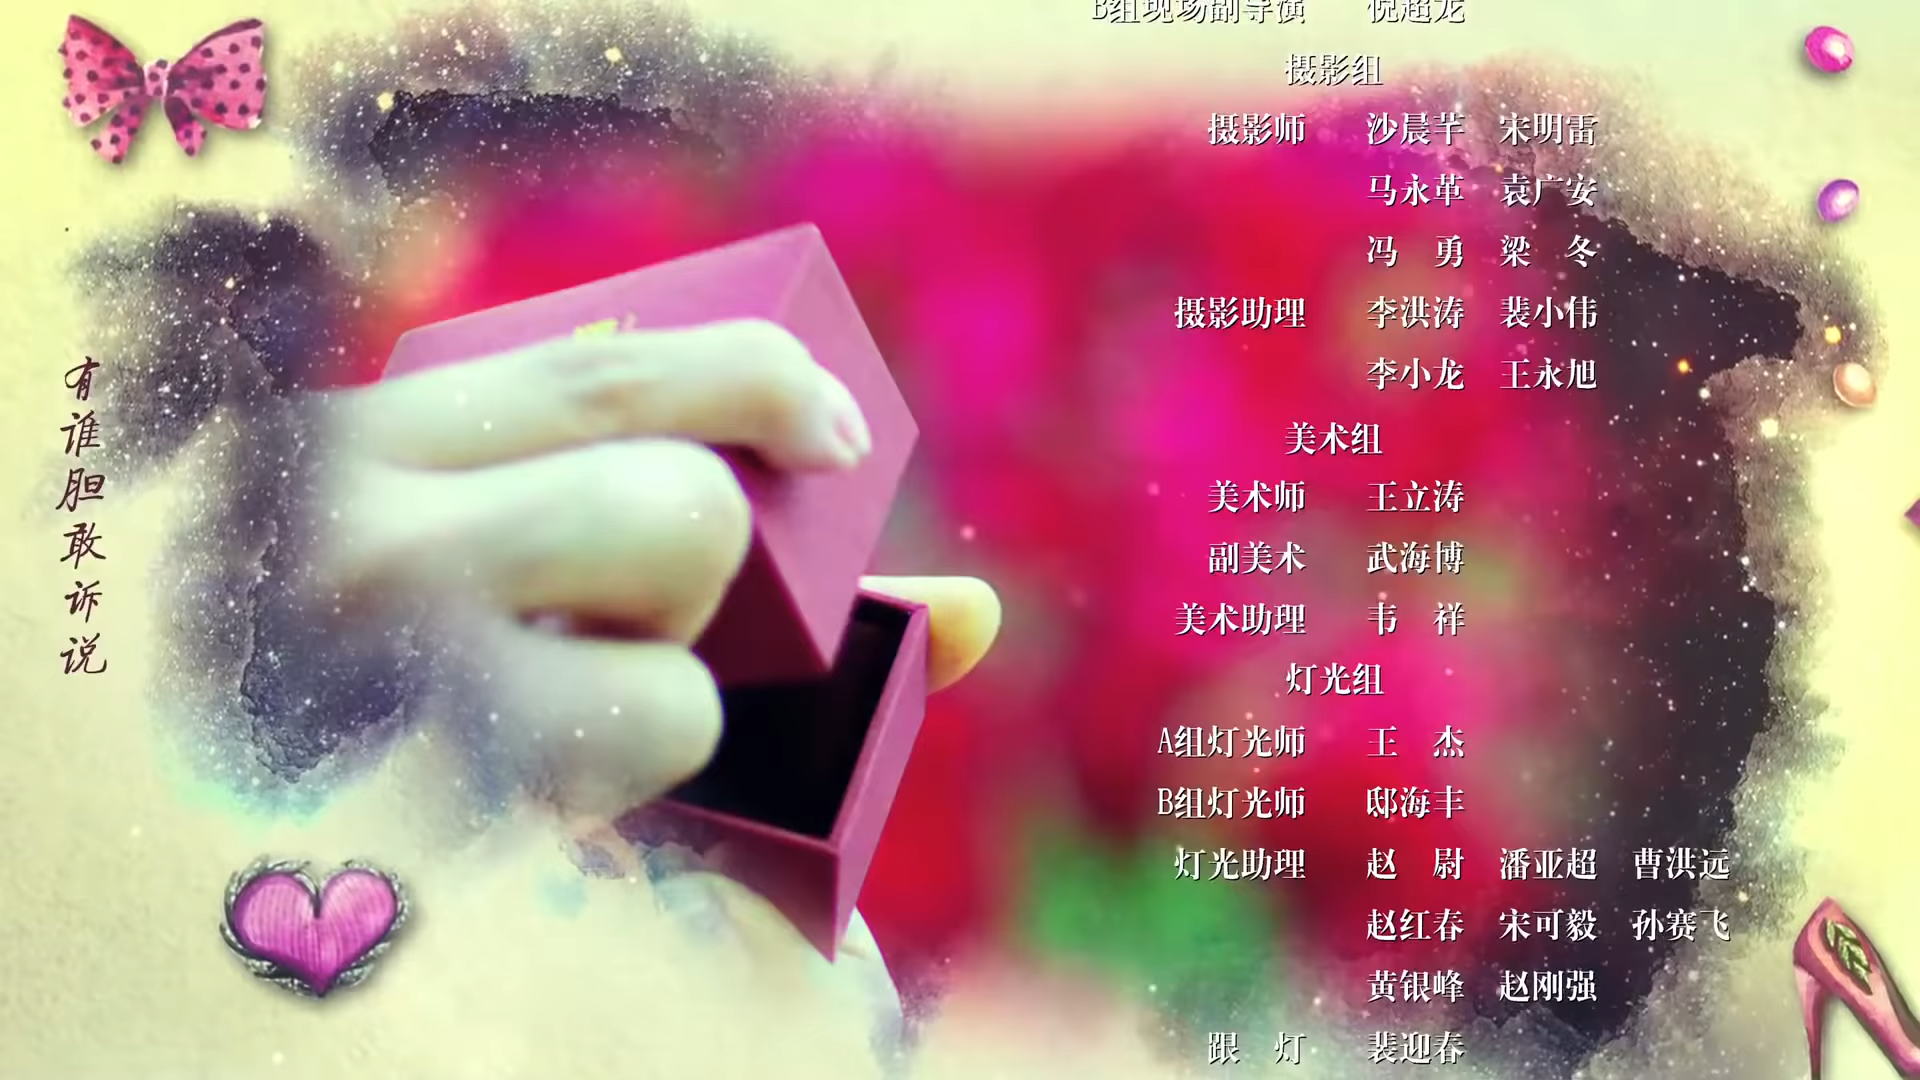 B组现场副导演 倪超龙
摄影组
摄影师 沙晨芊 宋明雷
马永革 袁广安
冯 勇 梁 冬
摄影助理 李洪涛 裴小伟
李小龙 王永旭
美术组
美术师 王立涛
副美术 武海博
美术助理 韦 祥
灯光组
A组灯光师 王 杰
B组灯光师 邸海丰
灯光助理 赵 尉 潘亚超 曹洪远
赵红春 宋可毅 孙赛飞
黄银峰 赵刚强
跟 灯 裴迎春
有谁胆敢诉说